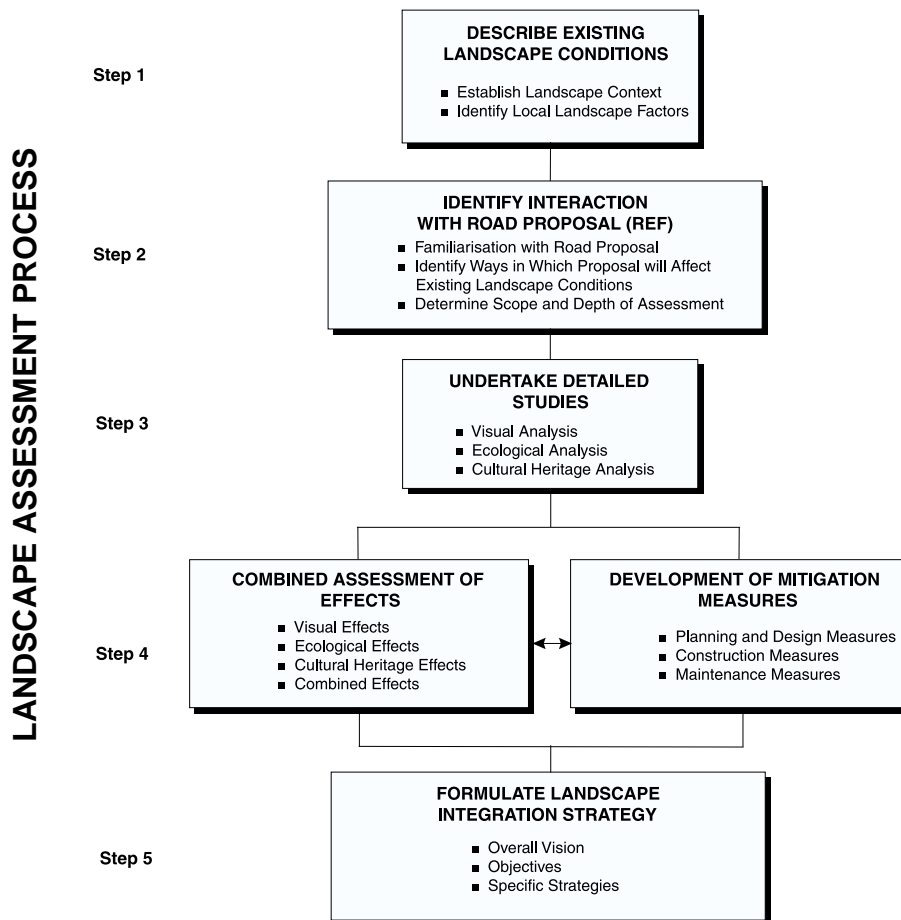 LANDSCAPE ASSESSMENT PROCESS
Step 1
DESCRIBE EXISTING
LANDSCAPE CONDITIONS
■ Establish Landscape Context
■ Identify Local Landscape Factors
Step 2
IDENTIFY INTERACTION
WITH ROAD PROPOSAL (REF)
■ Familiarisation with Road Proposal
■ Identify Ways in Which Proposal will Affect
Existing Landscape Conditions
■ Determine Scope and Depth of Assessment
Step 3
UNDERTAKE DETAILED
STUDIES
■ Visual Analysis
■ Ecological Analysis
■ Cultural Heritage Analysis
Step 4
COMBINED ASSESSMENT OF
EFFECTS
■ Visual Effects
■ Ecological Effects
■ Cultural Heritage Effects
■ Combined Effects
DEVELOPMENT OF MITIGATION
MEASURES
■ Planning and Design Measures
■ Construction Measures
■ Maintenance Measures
Step 5
FORMULATE LANDSCAPE
INTEGRATION STRATEGY
■ Overall Vision
■ Objectives
■ Specific Strategies